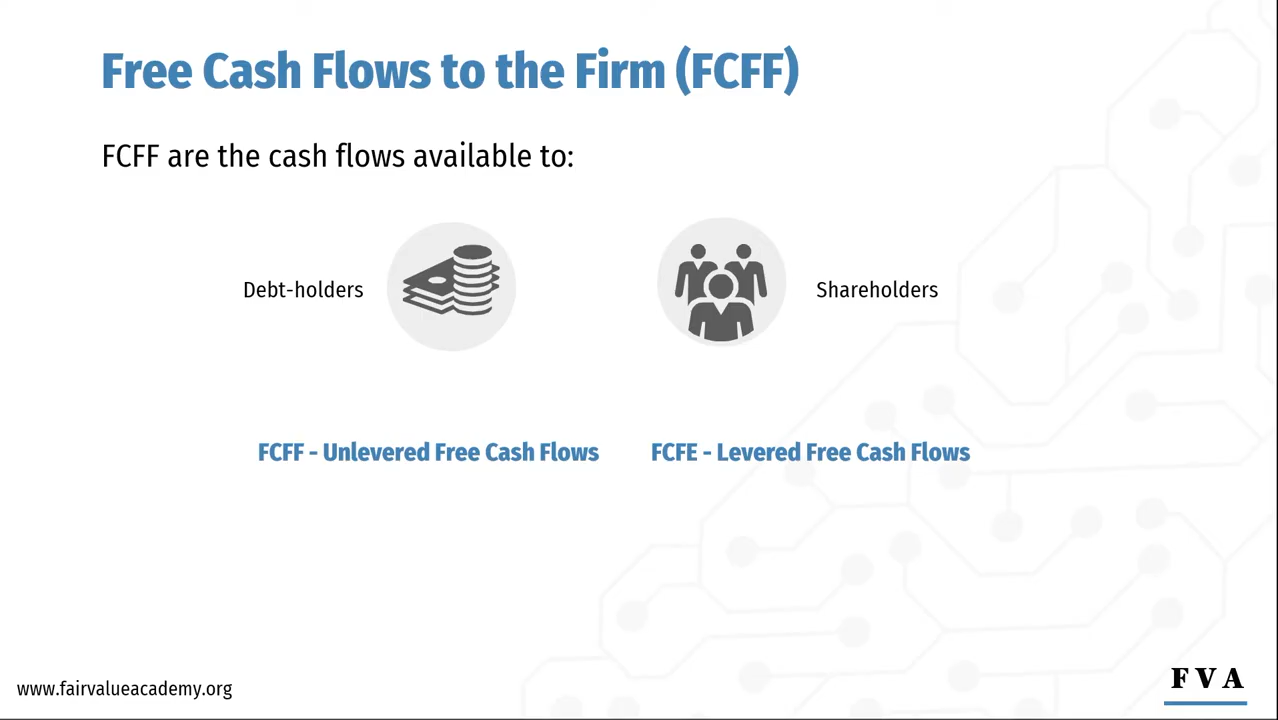 Free Cash Flows to the Firm (FCFF)
FCFF are the cash flows available to:
Debt-holders
Shareholders
FCFF - Unlevered Free Cash Flows
FCFE - Levered Free Cash Flows
www.fairvalueacademy.org
FVA